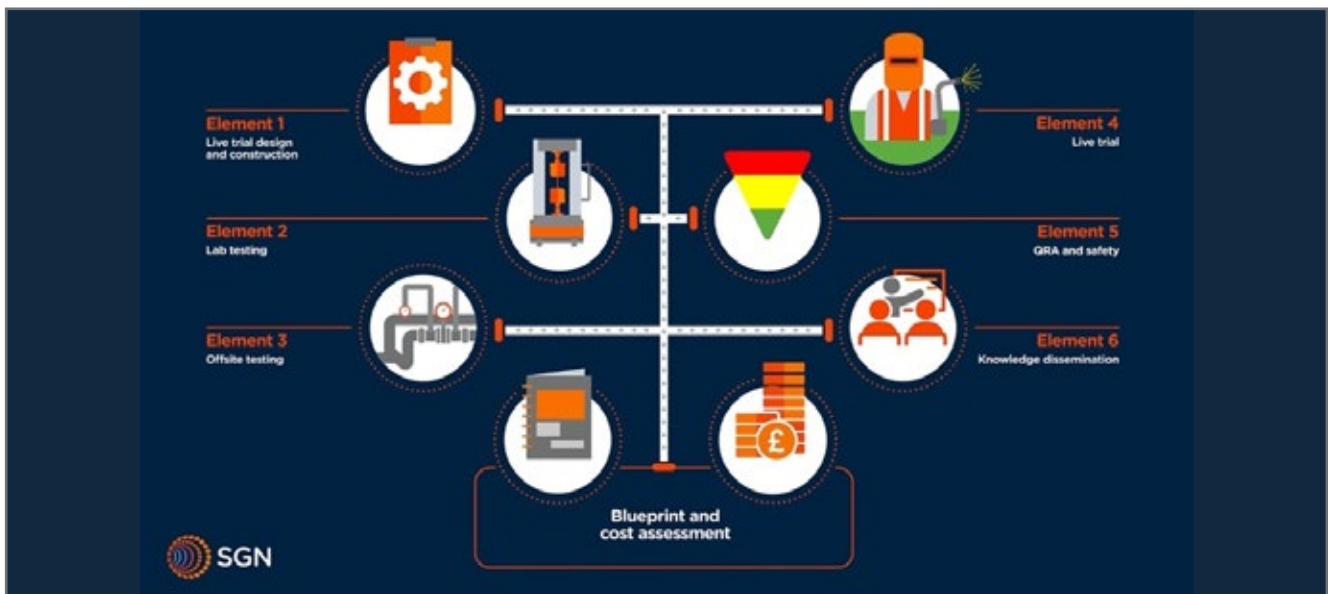 Element 1
Live trial design
and construction
Element 4
Live trial
Element 2
Lab testing
Element 5
QRA and safety
Element 3
Offsite testing
Element 6
Knowledge dissemination
£
Blueprint and
cost assessment
SGN